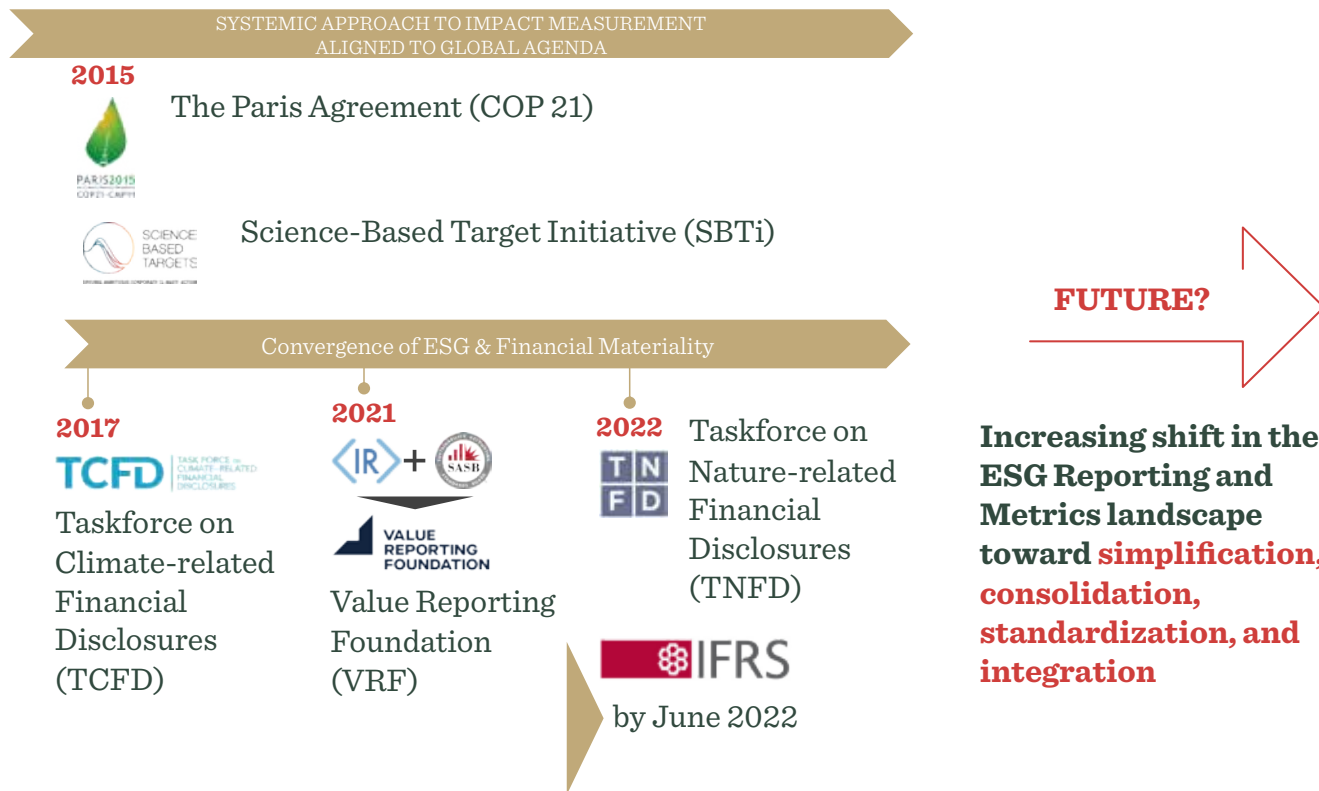 SYSTEMIC APPROACH TO IMPACT MEASUREMENT
ALIGNED TO GLOBAL AGENDA
2015
The Paris Agreement (COP 21)
PARIS2015
COP21·CMP11
SCIENCE
BASED
TARGETS
Science-Based Target Initiative (SBTi)
FUTURE?
Convergence of ESG & Financial Materiality
2017
TCFD
TASK FORCE ON
CLIMATE-RELATED
FINANCIAL
DISCLOSURES
Taskforce on
Climate-related
Financial
Disclosures
(TCFD)
2021
<IR> +
SASB
VALUE
REPORTING
FOUNDATION
Value Reporting
Foundation
(VRF)
2022
TN
FD
Taskforce on
Nature-related
Financial
Disclosures
(TNFD)
IFRS
by June 2022
Increasing shift in the
ESG Reporting and
Metrics landscape
toward simplification,
consolidation,
standardization, and
integration